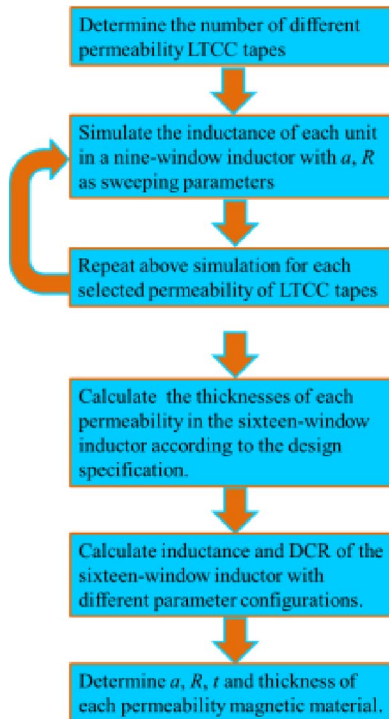 Determine the number of different
permeability LTCC tapes
Simulate the inductance of each unit
in a nine-window inductor with a, R
as sweeping parameters
Repeat above simulation for each
selected permeability of LTCC tapes
Calculate the thicknesses of each
permeability in the sixteen-window
inductor according to the design
specification.
Calculate inductance and DCR of the
sixteen-window inductor with
different parameter configurations.
Determine a, R, t and thickness of
each permeability magnetic material.